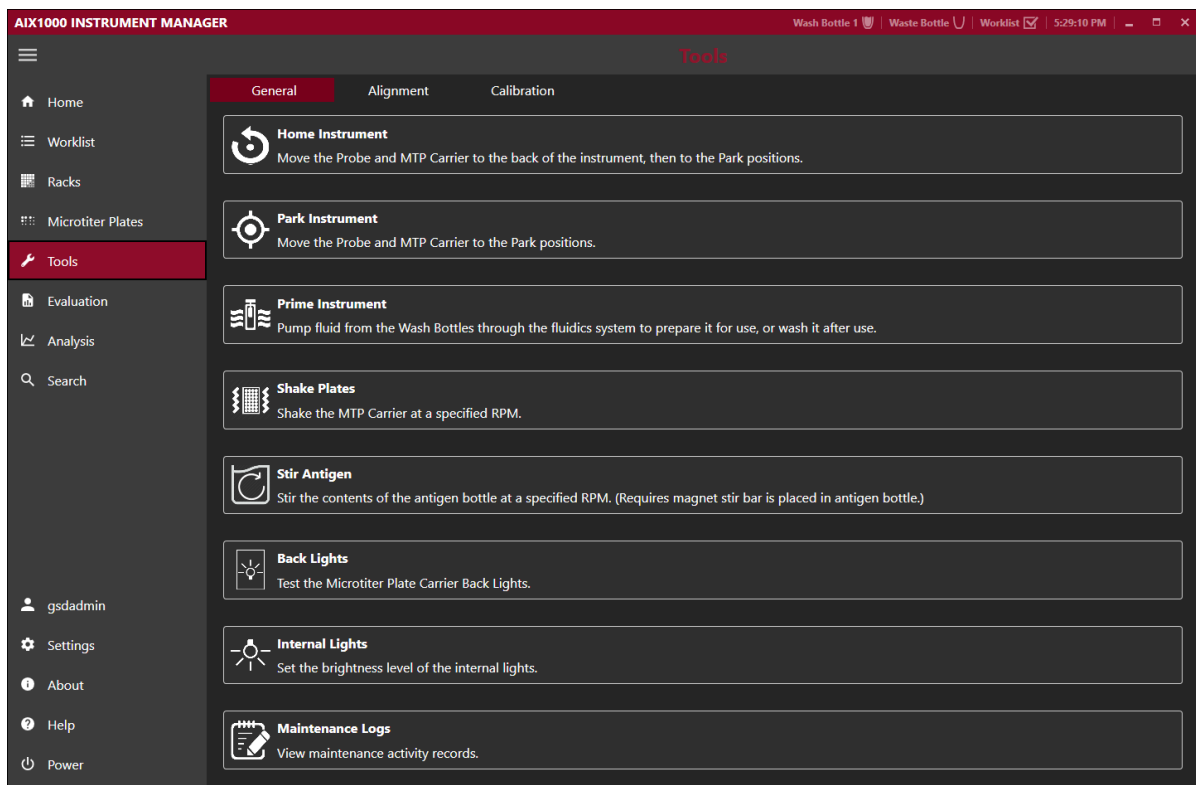 AIX1000 INSTRUMENT MANAGER
Wash Bottle 1 | Waste Bottle | Worklist | 5:29:10 PM
Tools
Home
Worklist
Racks
Microtiter Plates
Tools
Evaluation
Analysis
Search
gsdadmin
Settings
About
Help
Power
General Alignment Calibration
Home Instrument
Move the Probe and MTP Carrier to the back of the instrument, then to the Park positions.
Park Instrument
Move the Probe and MTP Carrier to the Park positions.
Prime Instrument
Pump fluid from the Wash Bottles through the fluidics system to prepare it for use, or wash it after use.
Shake Plates
Shake the MTP Carrier at a specified RPM.
Stir Antigen
Stir the contents of the antigen bottle at a specified RPM. (Requires magnet stir bar is placed in antigen bottle.)
Back Lights
Test the Microtiter Plate Carrier Back Lights.
Internal Lights
Set the brightness level of the internal lights.
Maintenance Logs
View maintenance activity records.